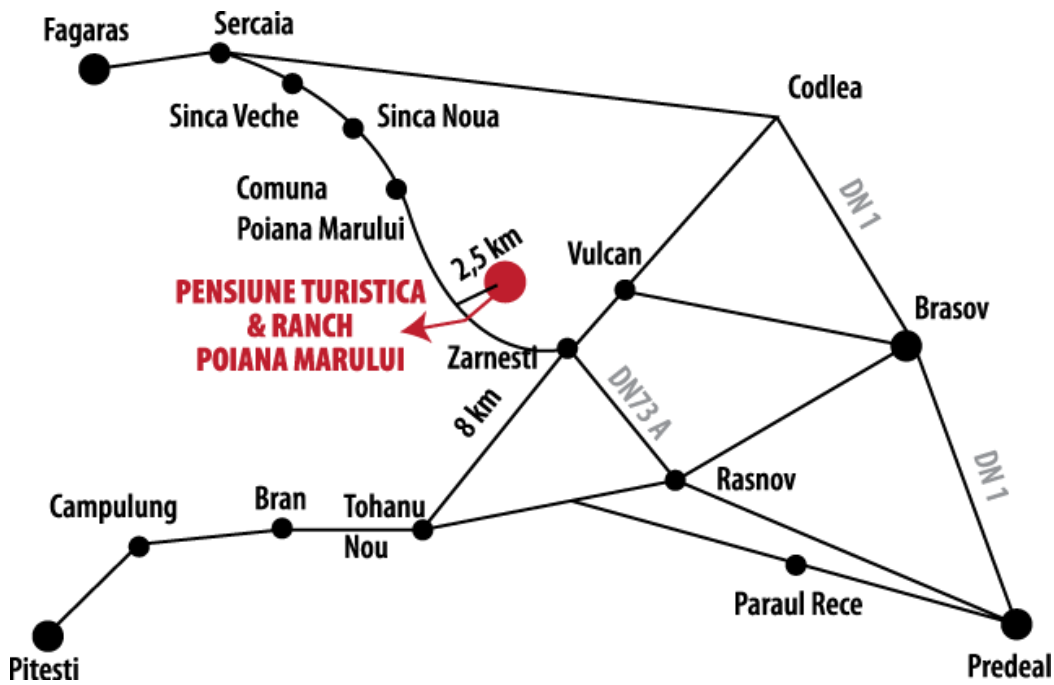 Sercaia
Fagaras
Codlea
Sinca Veche
Sinca Noua
Comuna
Poiana Marului
DN 1
2,5 km
Vulcan
PENSIUNE TURISTICA
& RANCH
POIANA MARULUI
Brasov
Zarnesti
8 km
DN73 A
Rasnov
DN 1
Campulung
Bran
Tohanu
Nou
Paraul Rece
Pitesti
Predeal